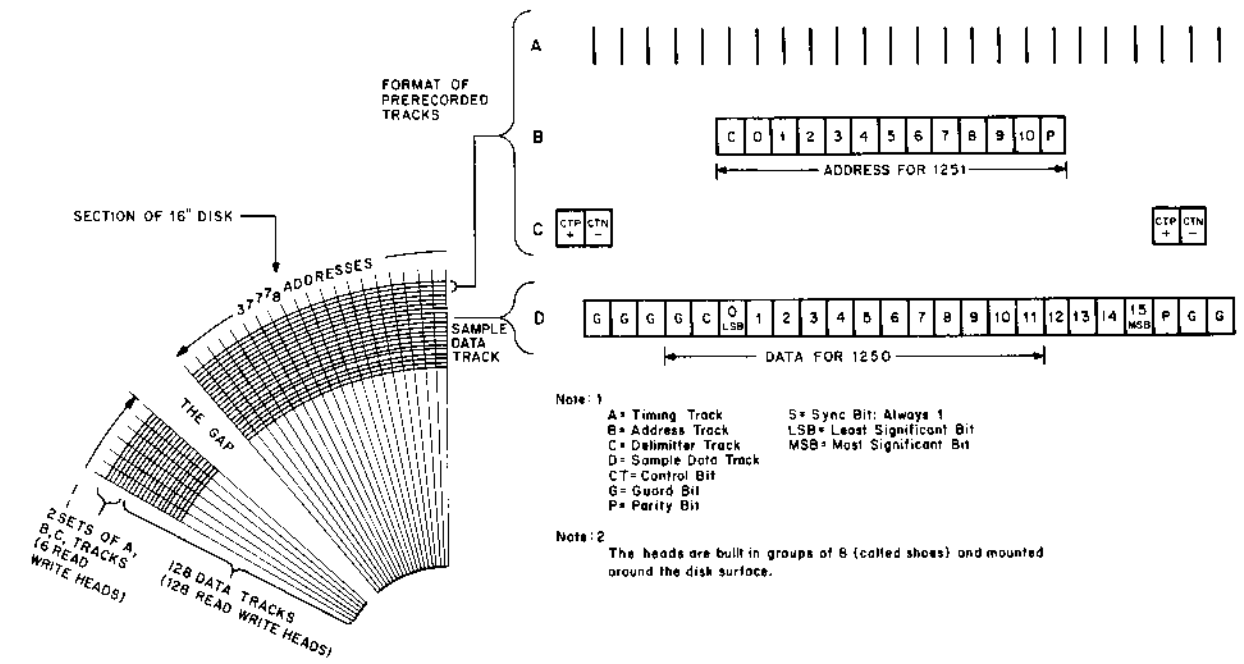 A
FORMAT OF
PRERECORDED
TRACKS
B
C 0 1 2 3 4 5 6 7 8 9 10 P
ADDRESS FOR 1251
SECTION OF 16" DISK
C
CTP + CTN − CTP + CTN −
37778 ADDRESSES
SAMPLE
DATA
TRACK
D
G G G G C 0 LSB 1 2 3 4 5 6 7 8 9 10 11 12 13 14 15 MSB P G G
DATA FOR 1250
THE GAP
2 SETS OF A,
B, C, TRACKS
(6 READ
WRITE HEADS)
128 DATA TRACKS
(128 READ WRITE HEADS)
Note: 1
A= Timing Track
B= Address Track
C= Delimitter Track
D= Sample Data Track
CT= Control Bit
G= Guard Bit
P= Parity Bit
S= Sync Bit: Always 1
LSB= Least Significant Bit
MSB= Most Significant Bit
Note: 2
The heads are built in groups of 8 (called shoes) and mounted
around the disk surface.